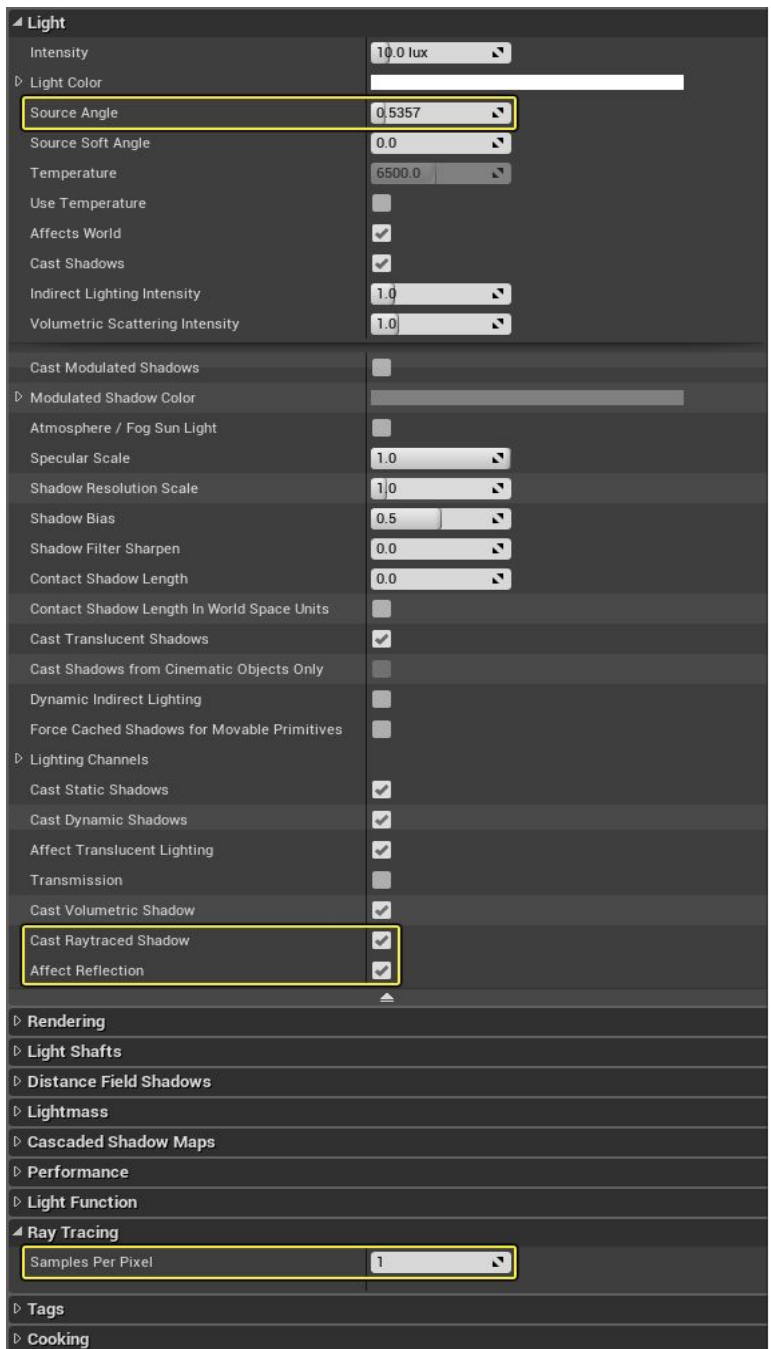 Light
Intensity 10.0 lux
Light Color
Source Angle 0.5357
Source Soft Angle 0.0
Temperature 6500.0
Use Temperature
Affects World
Cast Shadows
Indirect Lighting Intensity 1.0
Volumetric Scattering Intensity 1.0
Cast Modulated Shadows
Modulated Shadow Color
Atmosphere / Fog Sun Light
Specular Scale 1.0
Shadow Resolution Scale 1.0
Shadow Bias 0.5
Shadow Filter Sharpen 0.0
Contact Shadow Length 0.0
Contact Shadow Length In World Space Units
Cast Translucent Shadows
Cast Shadows from Cinematic Objects Only
Dynamic Indirect Lighting
Force Cached Shadows for Movable Primitives
Lighting Channels
Cast Static Shadows
Cast Dynamic Shadows
Affect Translucent Lighting
Transmission
Cast Volumetric Shadow
Cast Raytraced Shadow
Affect Reflection
Rendering
Light Shafts
Distance Field Shadows
Lightmass
Cascaded Shadow Maps
Performance
Light Function
Ray Tracing
Samples Per Pixel 1
Tags
Cooking